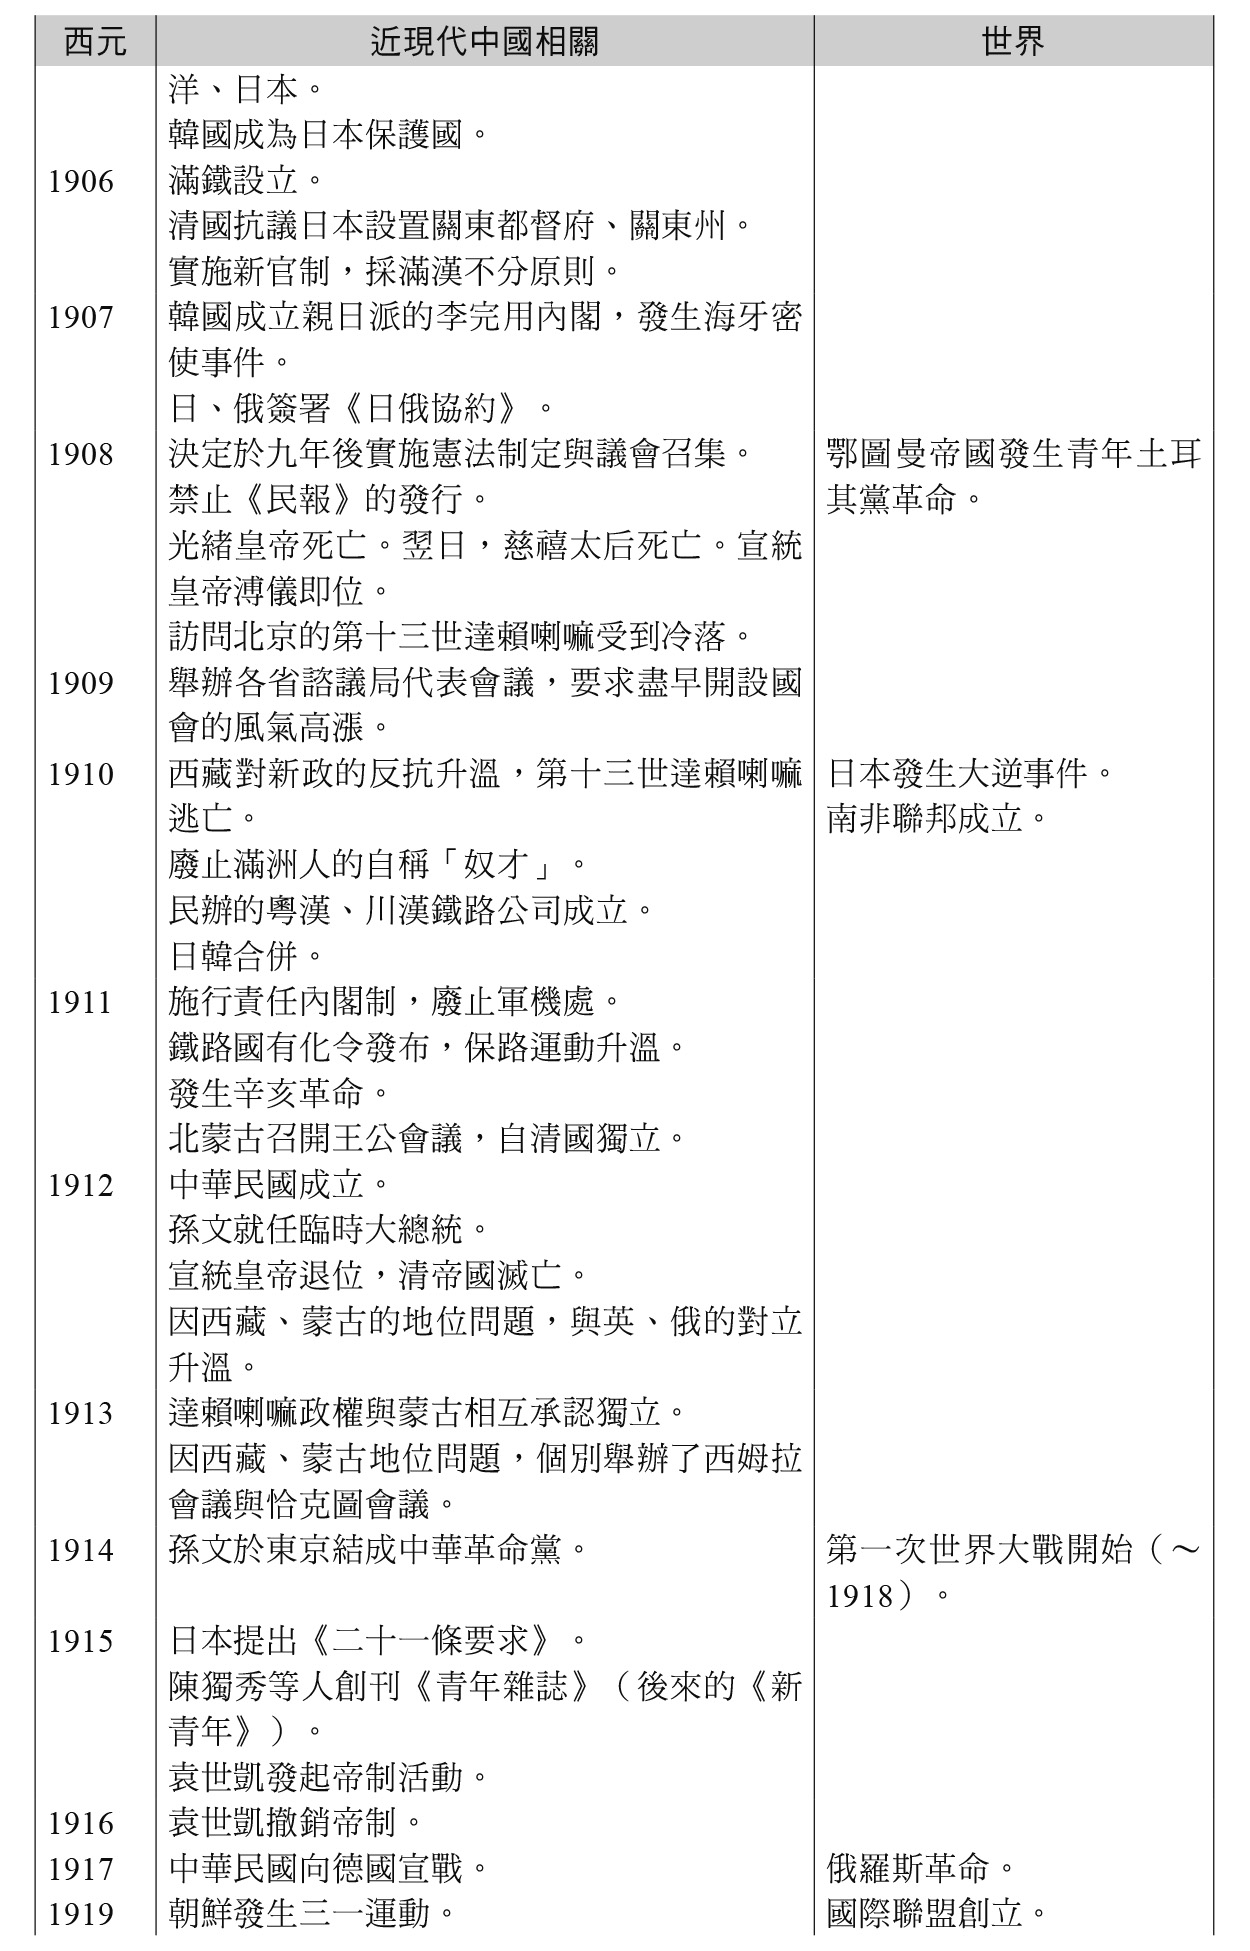 西元 近現代中國相關 世界
洋、日本。
韓國成為日本保護國。
1906 滿鐵設立。
清國抗議日本設置關東都督府、關東州。
實施新官制，採滿漢不分原則。
1907 韓國成立親日派的李完用內閣，發生海牙密
使事件。
日、俄簽署《日俄協約》。
1908 決定於九年後實施憲法制定與議會召集。 鄂圖曼帝國發生青年土耳
禁止《民報》的發行。 其黨革命。
光緒皇帝死亡。翌日，慈禧太后死亡。宣統
皇帝溥儀即位。
訪問北京的第十三世達賴喇嘛受到冷落。
1909 舉辦各省諮議局代表會議，要求盡早開設國
會的風氣高漲。
1910 西藏對新政的反抗升溫，第十三世達賴喇嘛 日本發生大逆事件。
逃亡。 南非聯邦成立。
廢止滿洲人的自稱「奴才」。
民辦的粵漢、川漢鐵路公司成立。
日韓合併。
1911 施行責任內閣制，廢止軍機處。
鐵路國有化令發布，保路運動升溫。
發生辛亥革命。
北蒙古召開王公會議，自清國獨立。
1912 中華民國成立。
孫文就任臨時大總統。
宣統皇帝退位，清帝國滅亡。
因西藏、蒙古的地位問題，與英、俄的對立
升溫。
1913 達賴喇嘛政權與蒙古相互承認獨立。
因西藏、蒙古地位問題，個別舉辦了西姆拉
會議與恰克圖會議。
1914 孫文於東京結成中華革命黨。 第一次世界大戰開始（～
1918）。
1915 日本提出《二十一條要求》。
陳獨秀等人創刊《青年雜誌》（後來的《新
青年》）。
袁世凱發起帝制活動。
1916 袁世凱撤銷帝制。
1917 中華民國向德國宣戰。 俄羅斯革命。
1919 朝鮮發生三一運動。 國際聯盟創立。